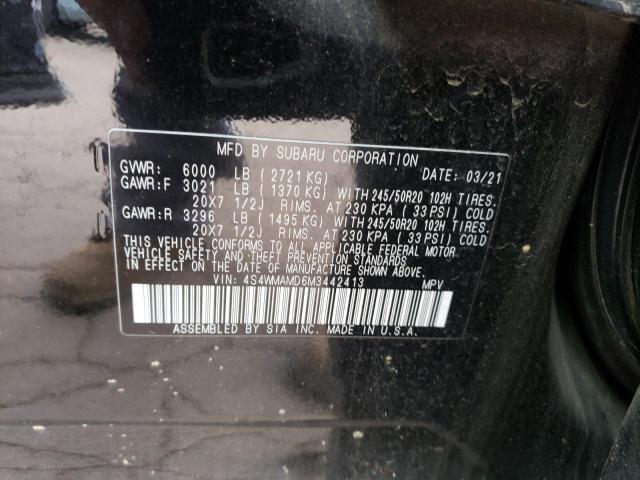 MFD BY SUBARU CORPORATION
GVWR: 6000 LB (2721 KG) DATE: 03/21
GAWR:F 3021 LB (1370 KG) WITH 245/50R20 102H TIRES.
20X7 1/2J RIMS. AT 230 KPA (33 PSI) COLD
GAWR:R 3296 LB (1495 KG) WITH 245/50R20 102H TIRES.
20X7 1/2J RIMS. AT 230 KPA (33 PSI) COLD
THIS VEHICLE CONFORMS TO ALL APPLICABLE FEDERAL MOTOR
VEHICLE SAFETY AND THEFT PREVENTION STANDARDS
IN EFFECT ON THE DATE OF MANUFACTURE SHOWN ABOVE.
VIN: 4S4WMAMD6M3442413 MPV
ASSEMBLED BY SIA INC. MADE IN U.S.A.